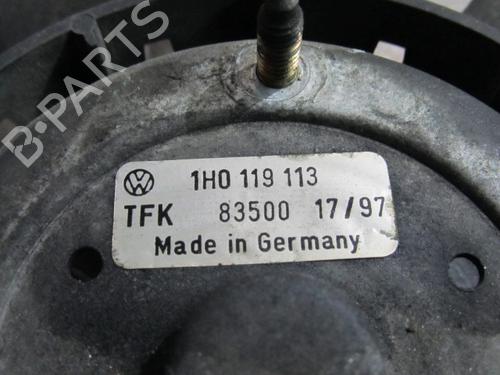 B-PARTS
1H0 119 113
TFK 83500 17/97
Made in Germany